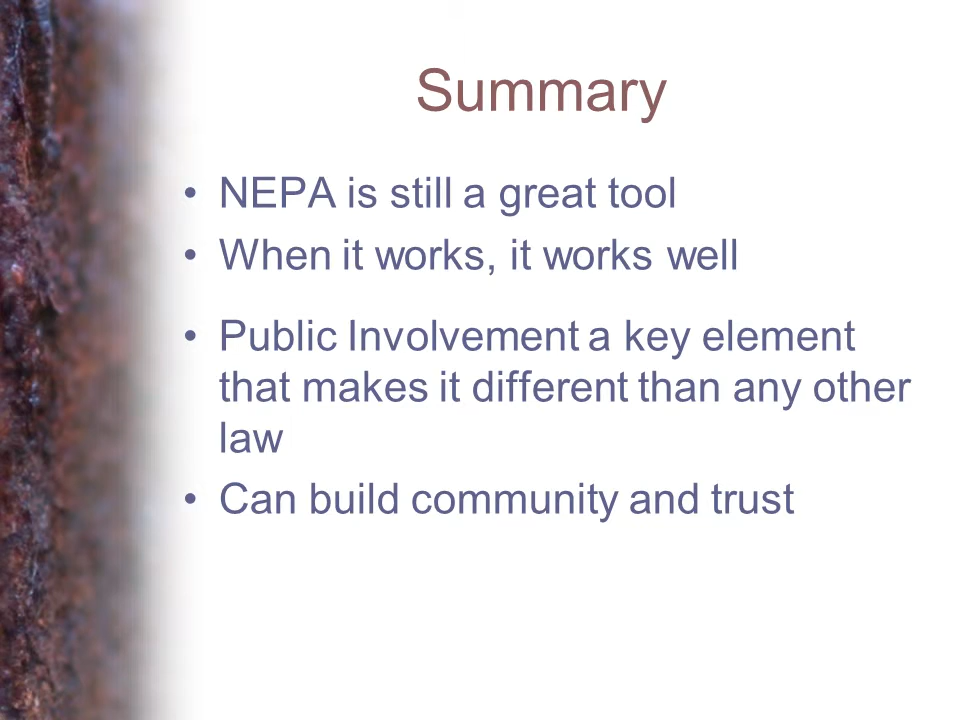 Summary
• NEPA is still a great tool
• When it works, it works well
• Public Involvement a key element
that makes it different than any other
law
• Can build community and trust